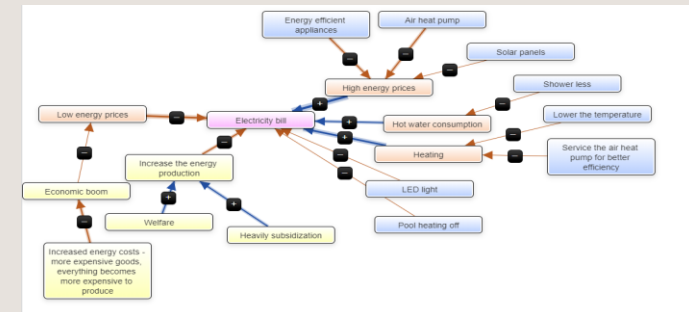 Energy efficient
appliances
Air heat pump
Solar panels
−
−
−
High energy prices
Shower less
+
−
Low energy prices
−
Electricity bill
+
Hot water consumption
Lower the temperature
−
+
−
Heating
−
Service the air heat
pump for better
efficiency
Increase the energy
production
−
−
−
Economic boom
LED light
+
+
−
Welfare
Heavily subsidization
Pool heating off
Increased energy costs -
more expensive goods,
everything becomes
more expensive to
produce